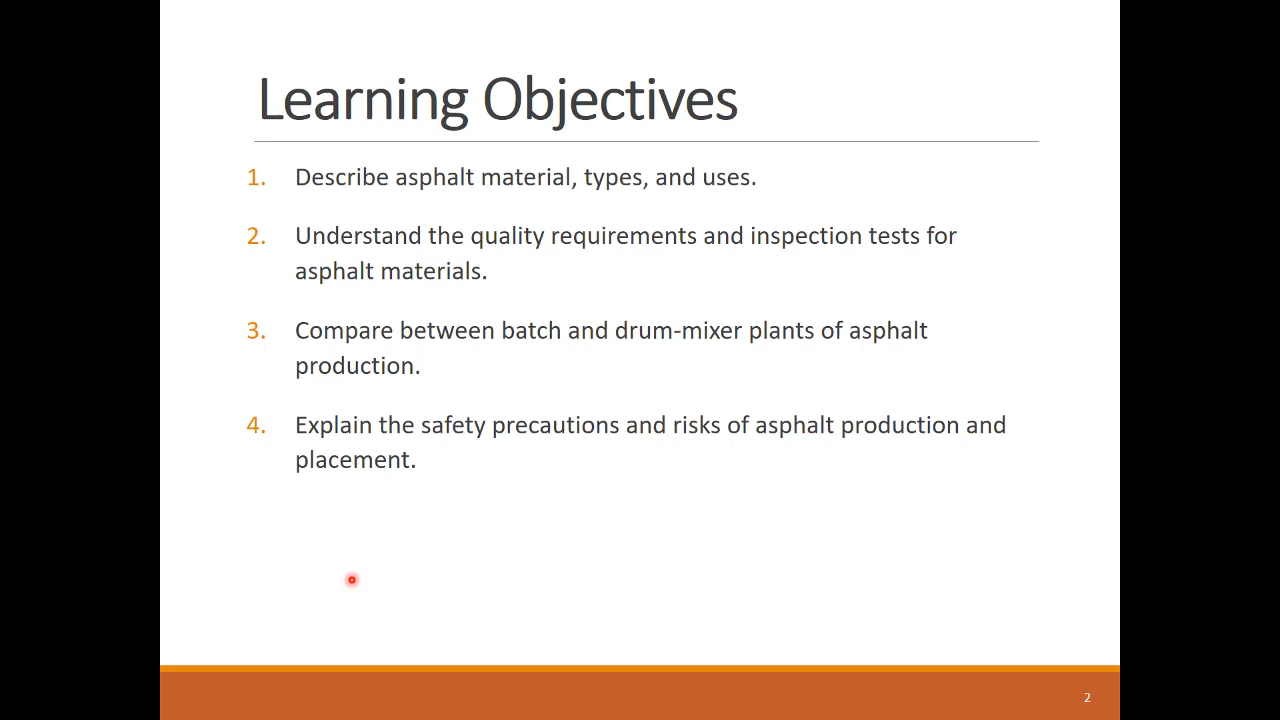 Learning Objectives
1. Describe asphalt material, types, and uses.
2. Understand the quality requirements and inspection tests for
asphalt materials.
3. Compare between batch and drum-mixer plants of asphalt
production.
4. Explain the safety precautions and risks of asphalt production and
placement.
2